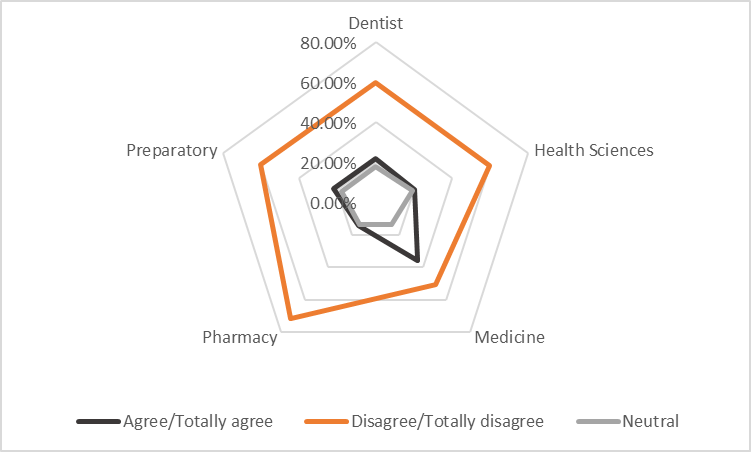 Dentist
80.00%
60.00%
40.00%
20.00%
0.00%
Preparatory
Health Sciences
Pharmacy
Medicine
Agree/Totally agree
Disagree/Totally disagree
Neutral